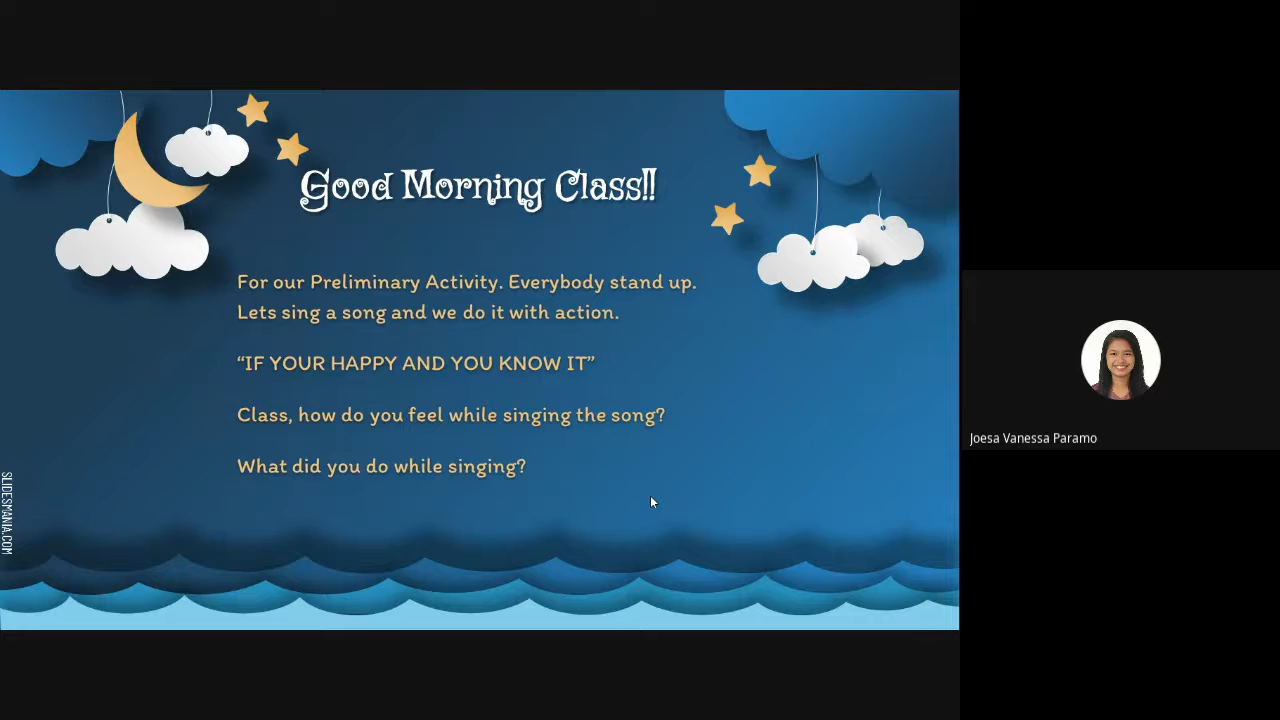 Good Morning Class!!
For our Preliminary Activity. Everybody stand up.
Lets sing a song and we do it with action.
“IF YOUR HAPPY AND YOU KNOW IT”
Class, how do you feel while singing the song?
What did you do while singing?
SLIDESMANIA.COM
Joesa Vanessa Paramo